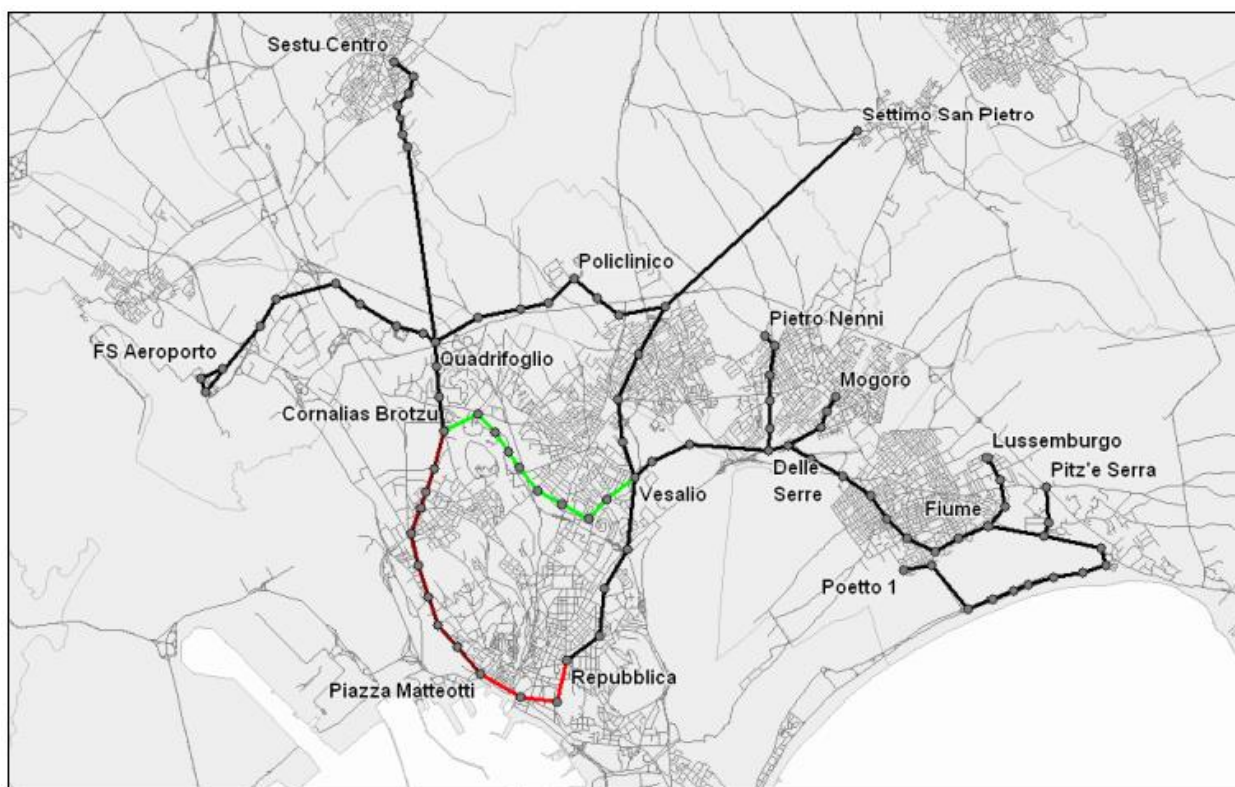 Sestu Centro
Settimo San Pietro
Policlinico
Pietro Nenni
FS Aeroporto
Quadrifoglio
Mogoro
Cornalias Brotzu
Lussemburgo
Delle
Serre
Pitz'e Serra
Vesalio
Fiume
Poetto 1
Repubblica
Piazza Matteotti